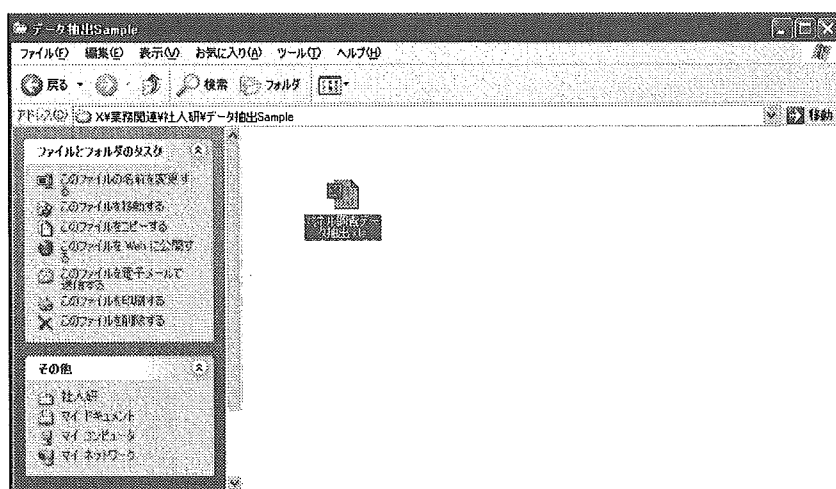 データ抽出Sample
ファイル(F) 編集(E) 表示(V) お気に入り(A) ツール(T) ヘルプ(H)
戻る 検索 フォルダ
アドレス(D) X¥業務関連¥社人研¥データ抽出Sample 移動
ファイルとフォルダのタスク
このファイルの名前を変更す
る
このファイルを移動する
このファイルをコピーする
このファイルを Web に公開す
る
このファイルを電子メールで
送信する
このファイルを印刷する
このファイルを削除する
その他
社人研
マイ ドキュメント
マイ コンピュータ
マイ ネットワーク